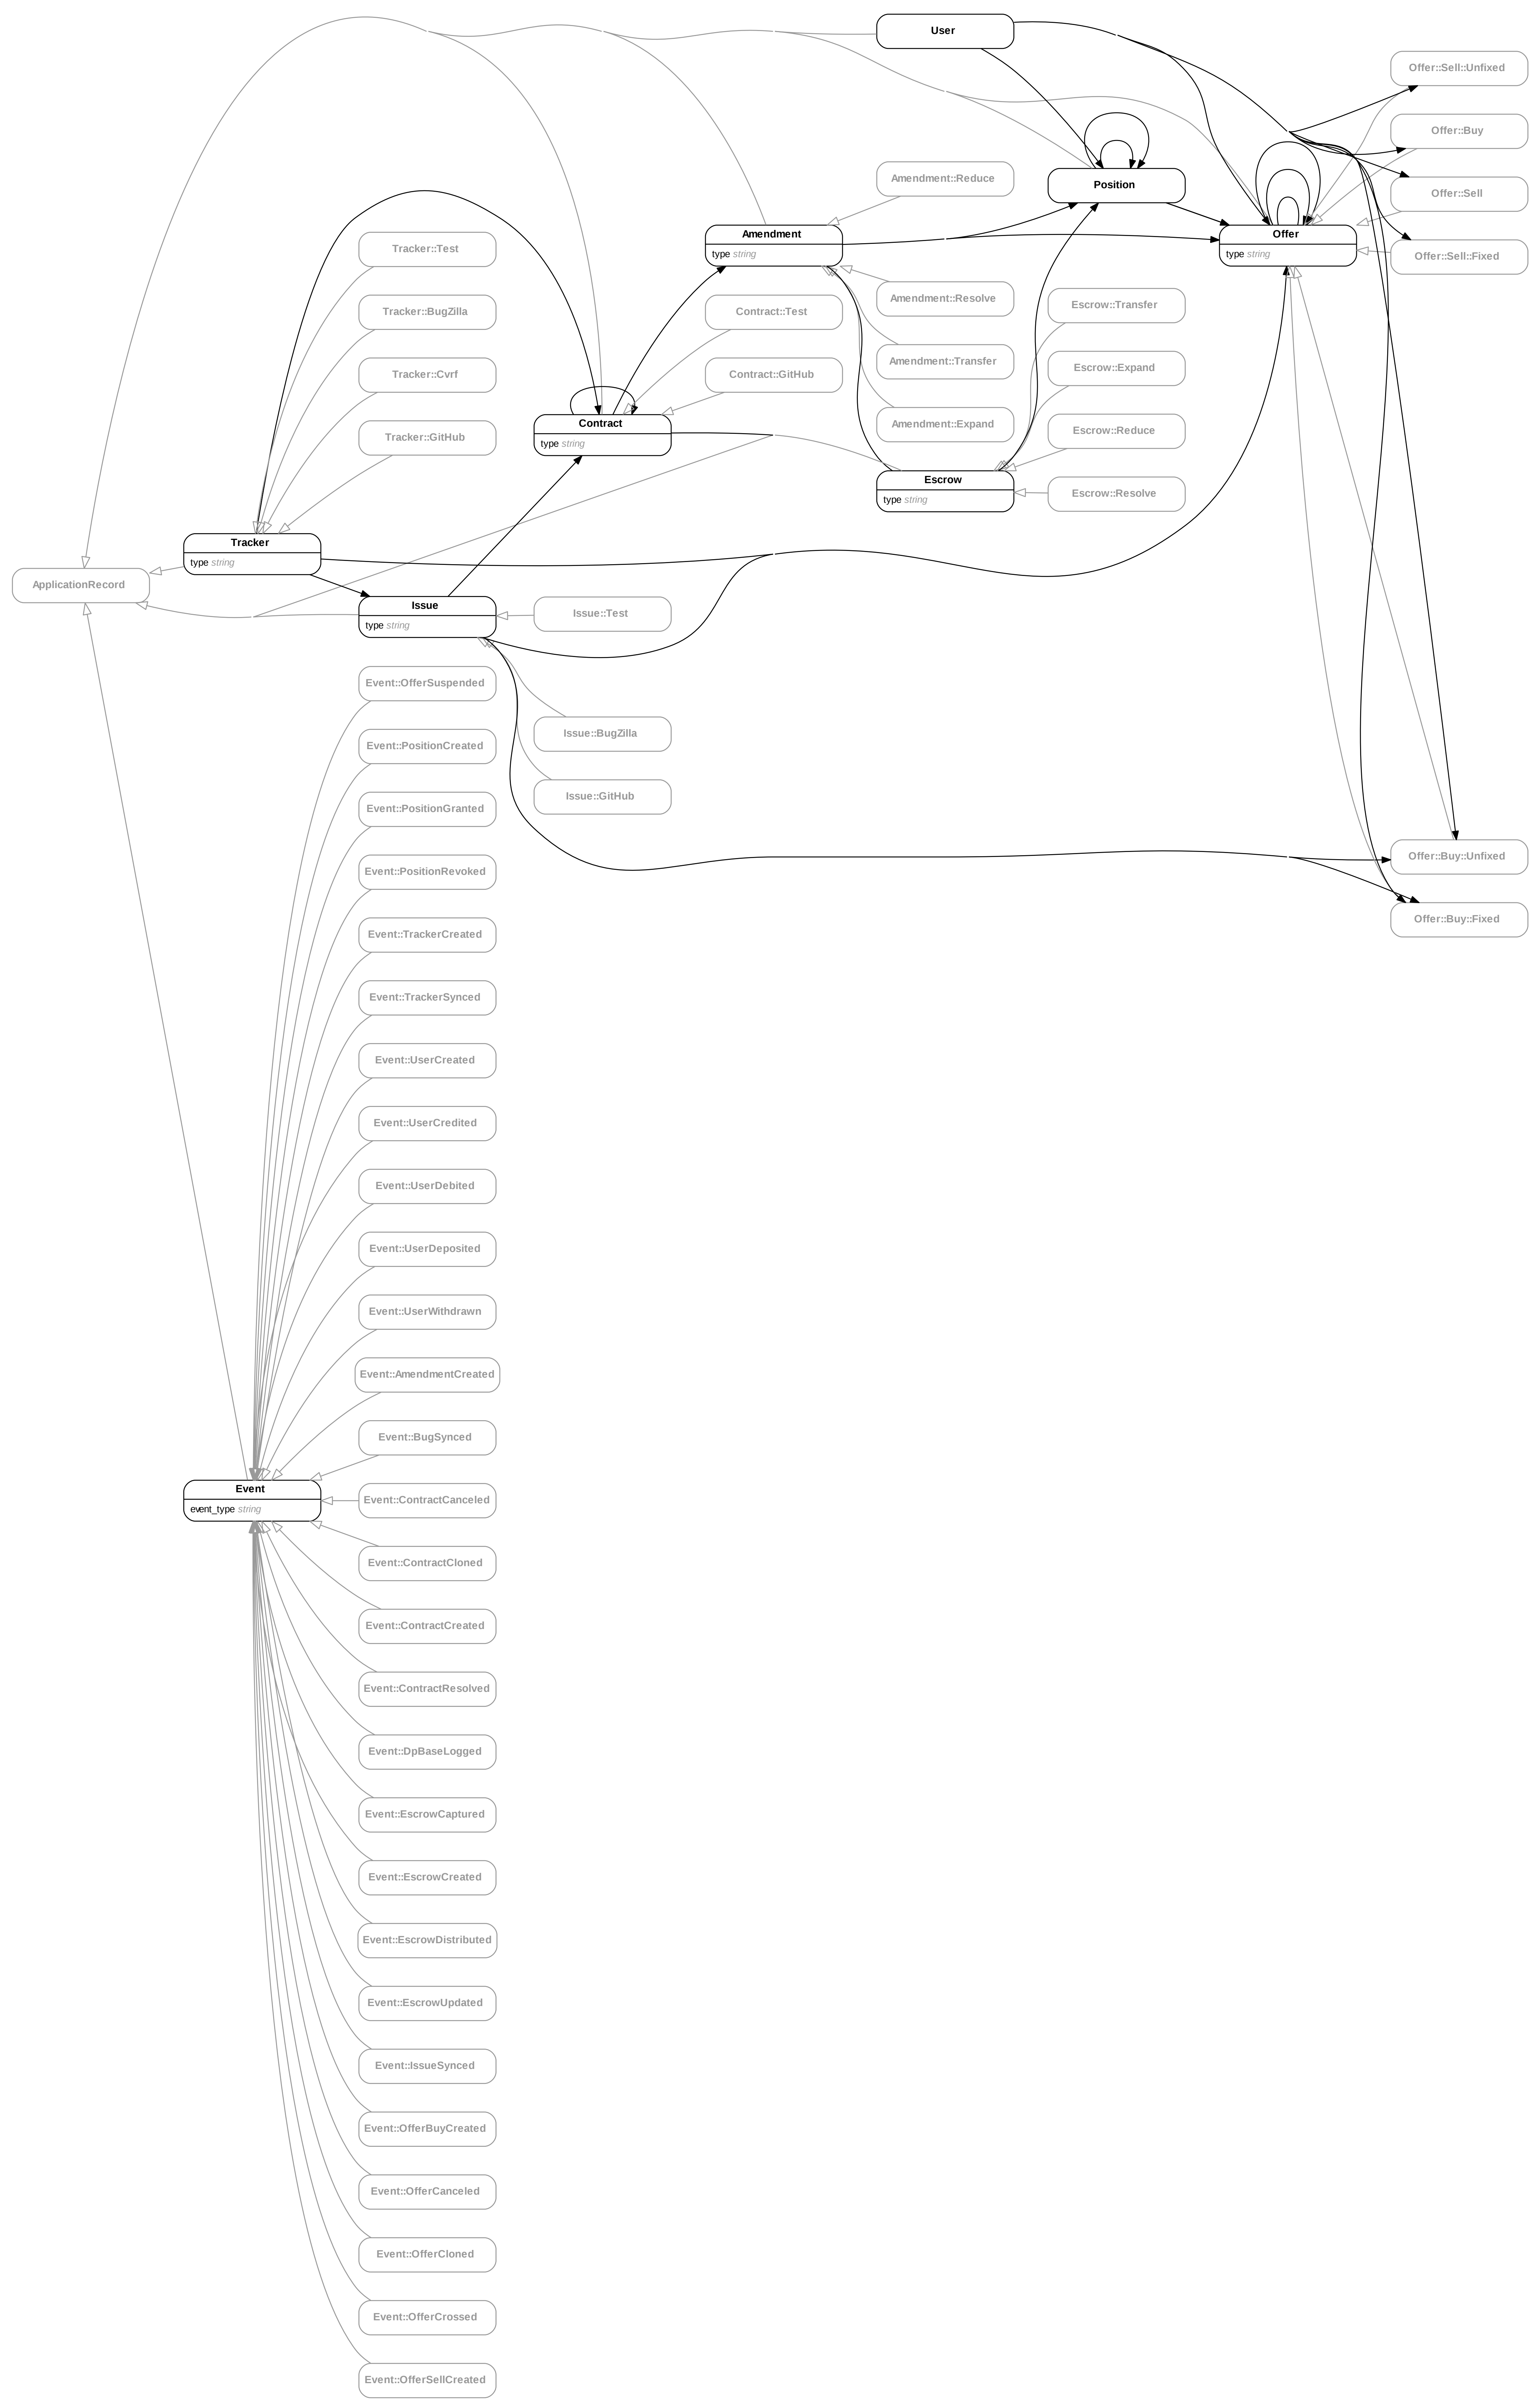 User
Offer::Sell::Unfixed
Offer::Buy
Amendment::Reduce
Position
Offer::Sell
Amendment
type string
Offer
type string
Tracker::Test
Offer::Sell::Fixed
Amendment::Resolve
Escrow::Transfer
Tracker::BugZilla
Contract::Test
Amendment::Transfer
Escrow::Expand
Tracker::Cvrf
Contract::GitHub
Amendment::Expand
Escrow::Reduce
Contract
type string
Tracker::GitHub
Escrow
type string
Escrow::Resolve
Tracker
type string
ApplicationRecord
Issue
type string
Issue::Test
Event::OfferSuspended
Issue::BugZilla
Event::PositionCreated
Issue::GitHub
Event::PositionGranted
Offer::Buy::Unfixed
Event::PositionRevoked
Offer::Buy::Fixed
Event::TrackerCreated
Event::TrackerSynced
Event::UserCreated
Event::UserCredited
Event::UserDebited
Event::UserDeposited
Event::UserWithdrawn
Event::AmendmentCreated
Event::BugSynced
Event
event_type string
Event::ContractCanceled
Event::ContractCloned
Event::ContractCreated
Event::ContractResolved
Event::DpBaseLogged
Event::EscrowCaptured
Event::EscrowCreated
Event::EscrowDistributed
Event::EscrowUpdated
Event::IssueSynced
Event::OfferBuyCreated
Event::OfferCanceled
Event::OfferCloned
Event::OfferCrossed
Event::OfferSellCreated